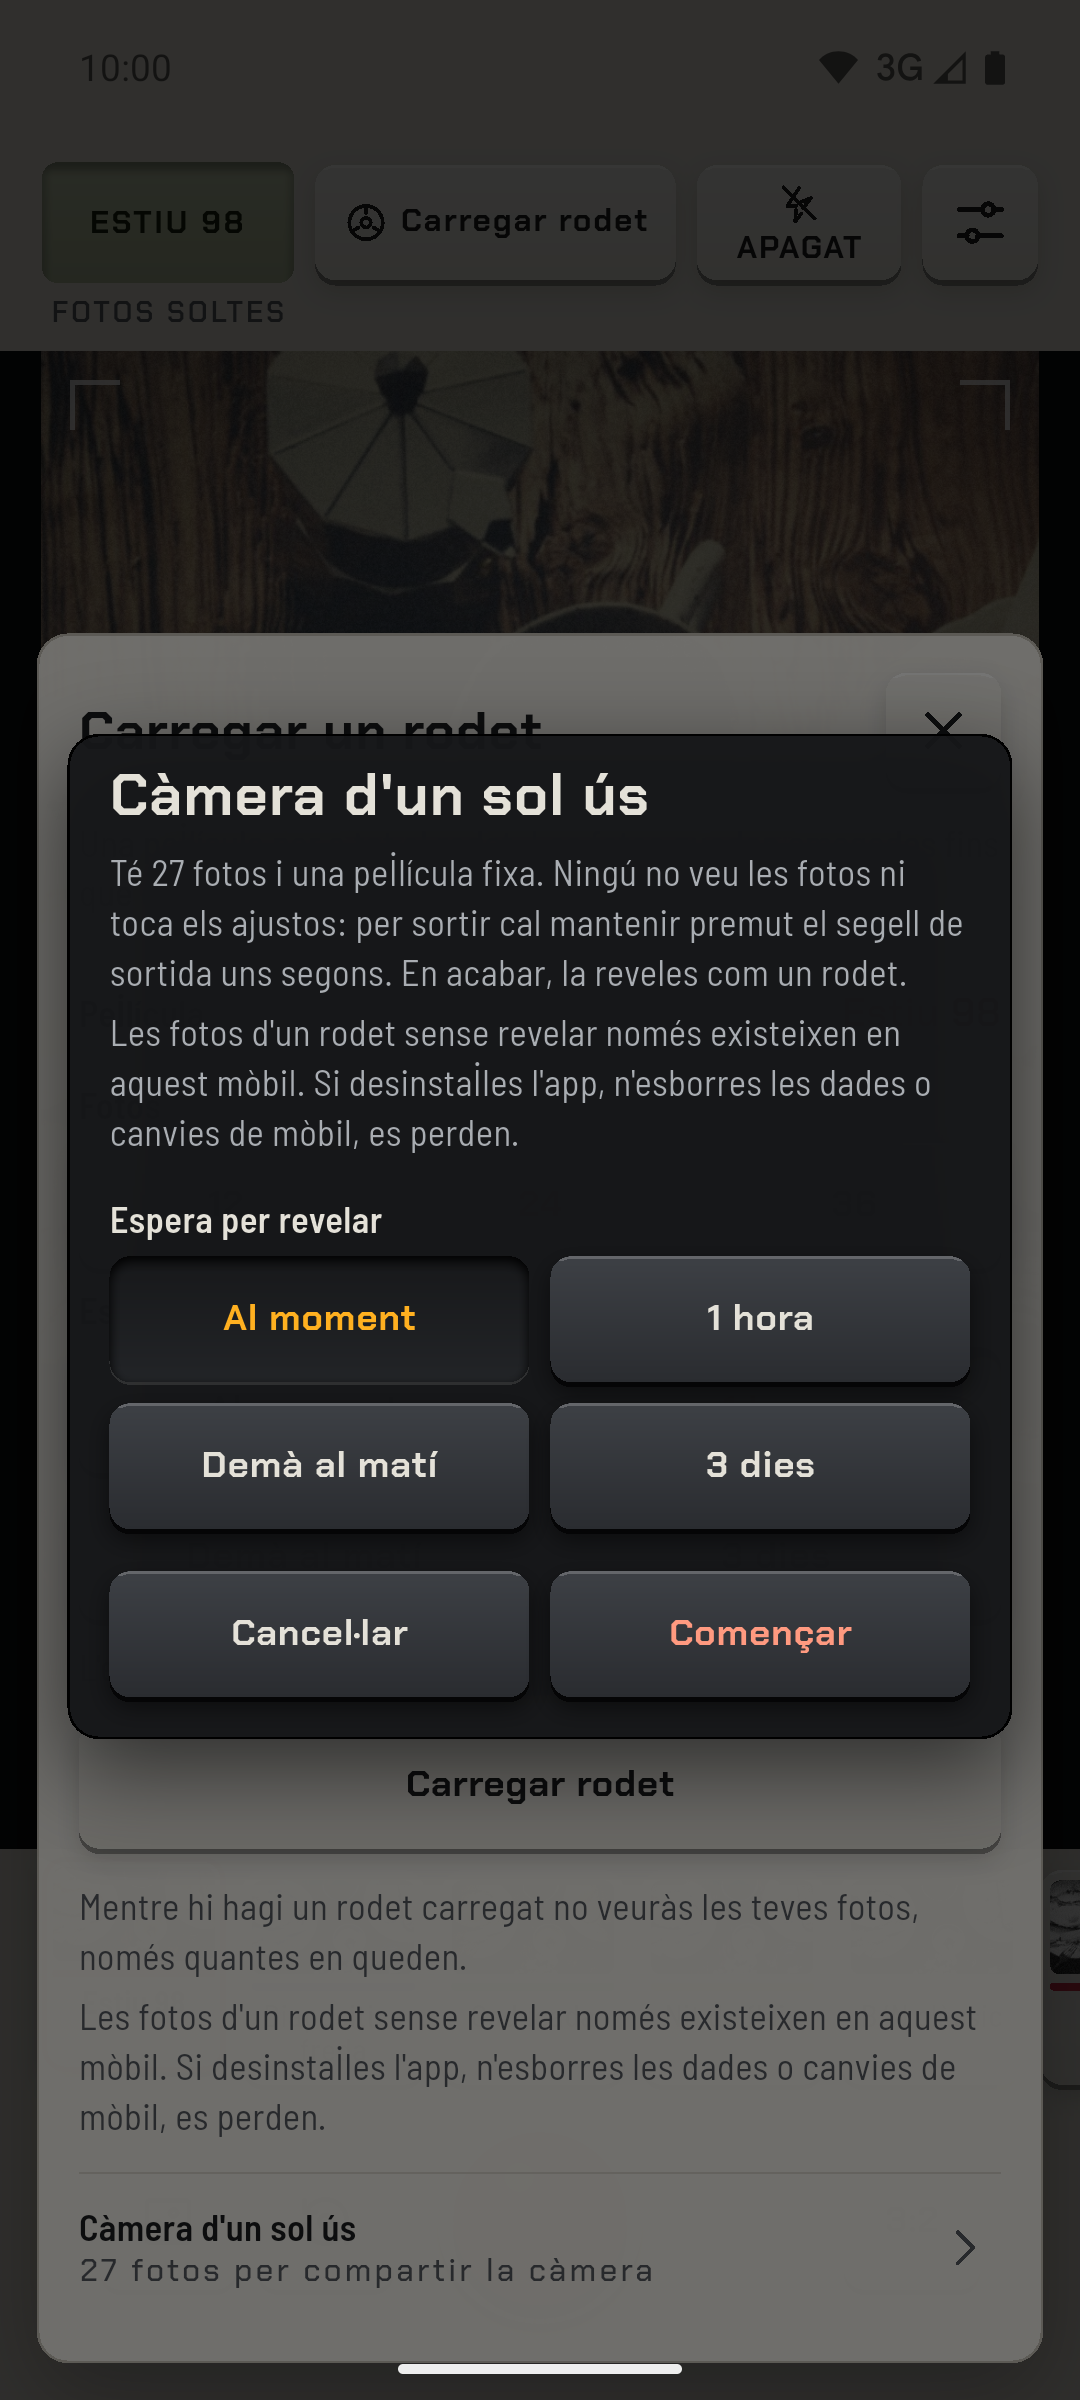 10:00
3G
ESTIU 98
Carregar rodet
APAGAT
FOTOS SOLTES
Carregar un rodet
Càmera d'un sol ús
Té 27 fotos i una pel·lícula fixa. Ningú no veu les fotos ni
toca els ajustos: per sortir cal mantenir premut el segell de
sortida uns segons. En acabar, la reveles com un rodet.
Les fotos d'un rodet sense revelar només existeixen en
aquest mòbil. Si desinstal·les l'app, n'esborres les dades o
canvies de mòbil, es perden.
Espera per revelar
Al moment
1 hora
Demà al matí
3 dies
Cancel·lar
Començar
Carregar rodet
Mentre hi hagi un rodet carregat no veuràs les teves fotos,
només quantes en queden.
Les fotos d'un rodet sense revelar només existeixen en aquest
mòbil. Si desinstal·les l'app, n'esborres les dades o canvies de
mòbil, es perden.
Càmera d'un sol ús
27 fotos per compartir la càmera